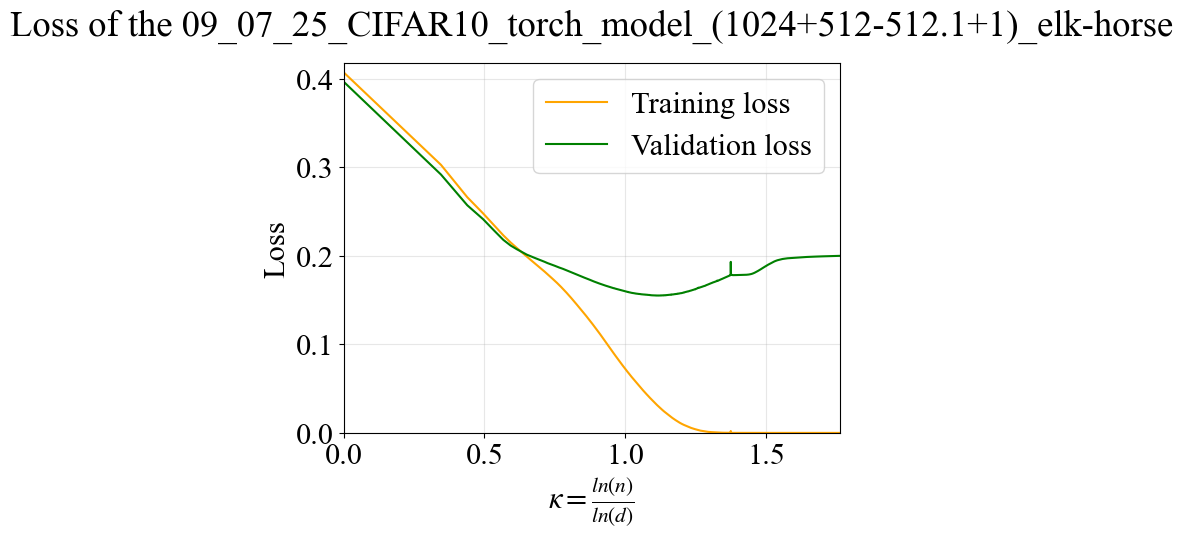 Loss of the 09_07_25_CIFAR10_torch_model_(1024+512-512.1+1)_elk-horse
Training loss
Validation loss
Loss
0.4
0.3
0.2
0.1
0.0
0.0 0.5 1.0 1.5
κ = ln(n) / ln(d)